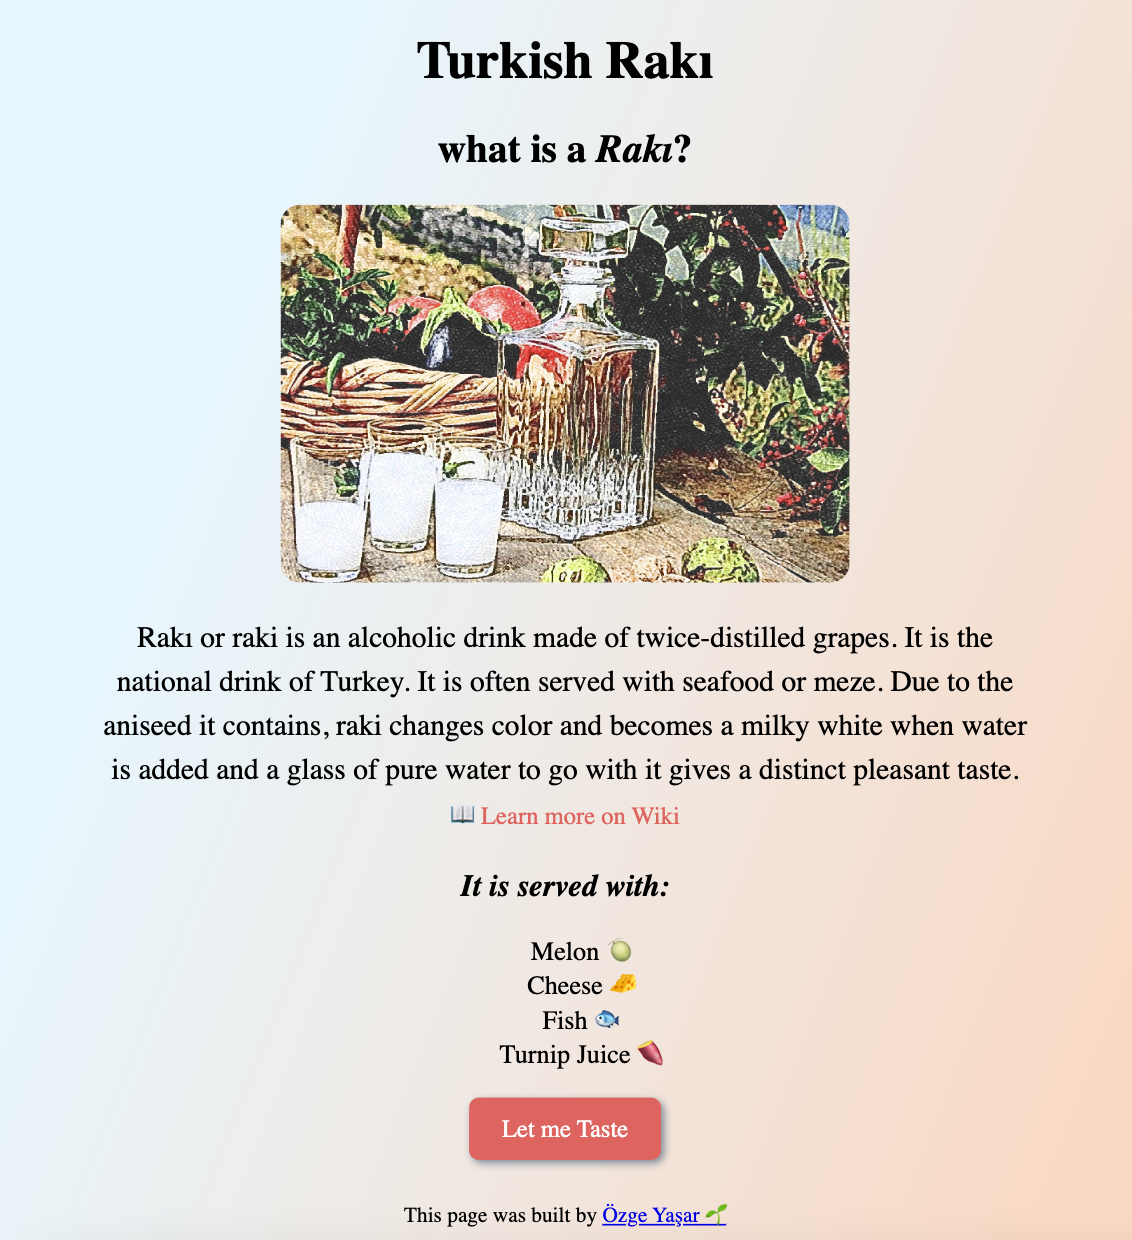 Turkish Rakı
what is a Rakı?
Rakı or raki is an alcoholic drink made of twice-distilled grapes. It is the
national drink of Turkey. It is often served with seafood or meze. Due to the
aniseed it contains, raki changes color and becomes a milky white when water
is added and a glass of pure water to go with it gives a distinct pleasant taste.
📖 Learn more on Wiki
It is served with:
Melon 🍈
Cheese 🧀
Fish 🐟
Turnip Juice 🍠
Let me Taste
This page was built by Özge Yaşar 🌱